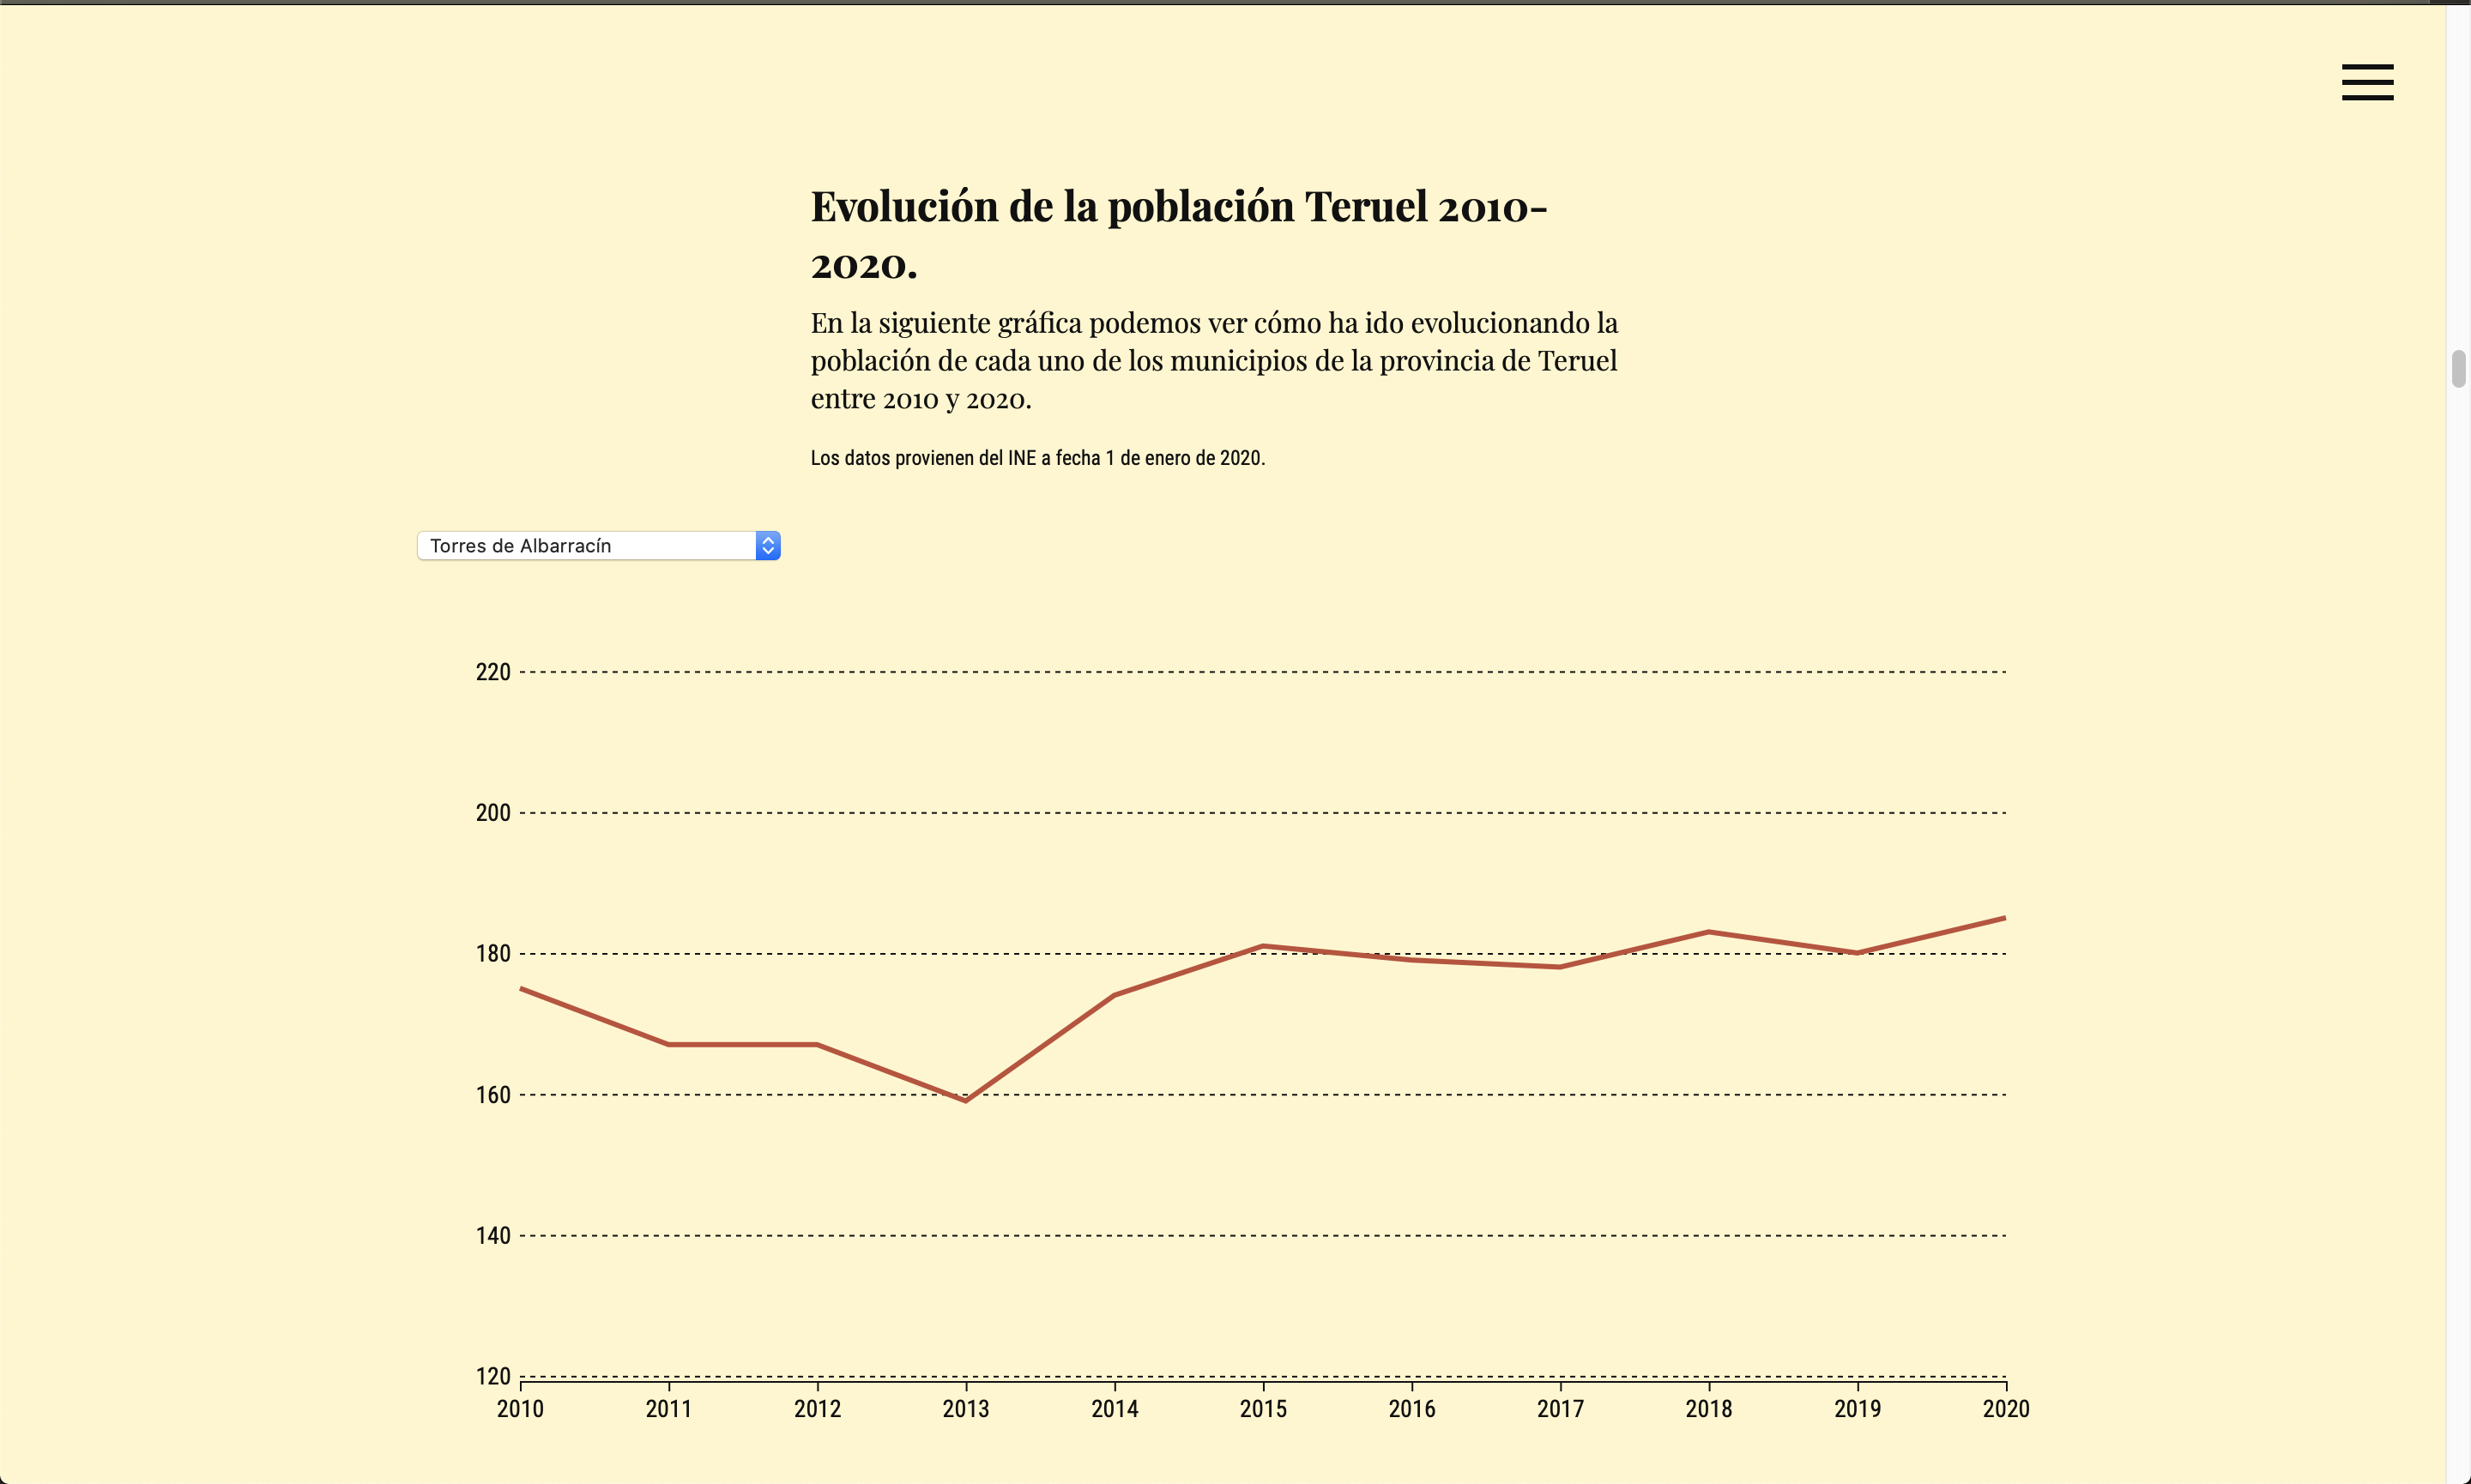 Evolución de la población Teruel 2010-
2020.
En la siguiente gráfica podemos ver cómo ha ido evolucionando la
población de cada uno de los municipios de la provincia de Teruel
entre 2010 y 2020.
Los datos provienen del INE a fecha 1 de enero de 2020.
Torres de Albarracín
220
200
180
160
140
120
2010 2011 2012 2013 2014 2015 2016 2017 2018 2019 2020